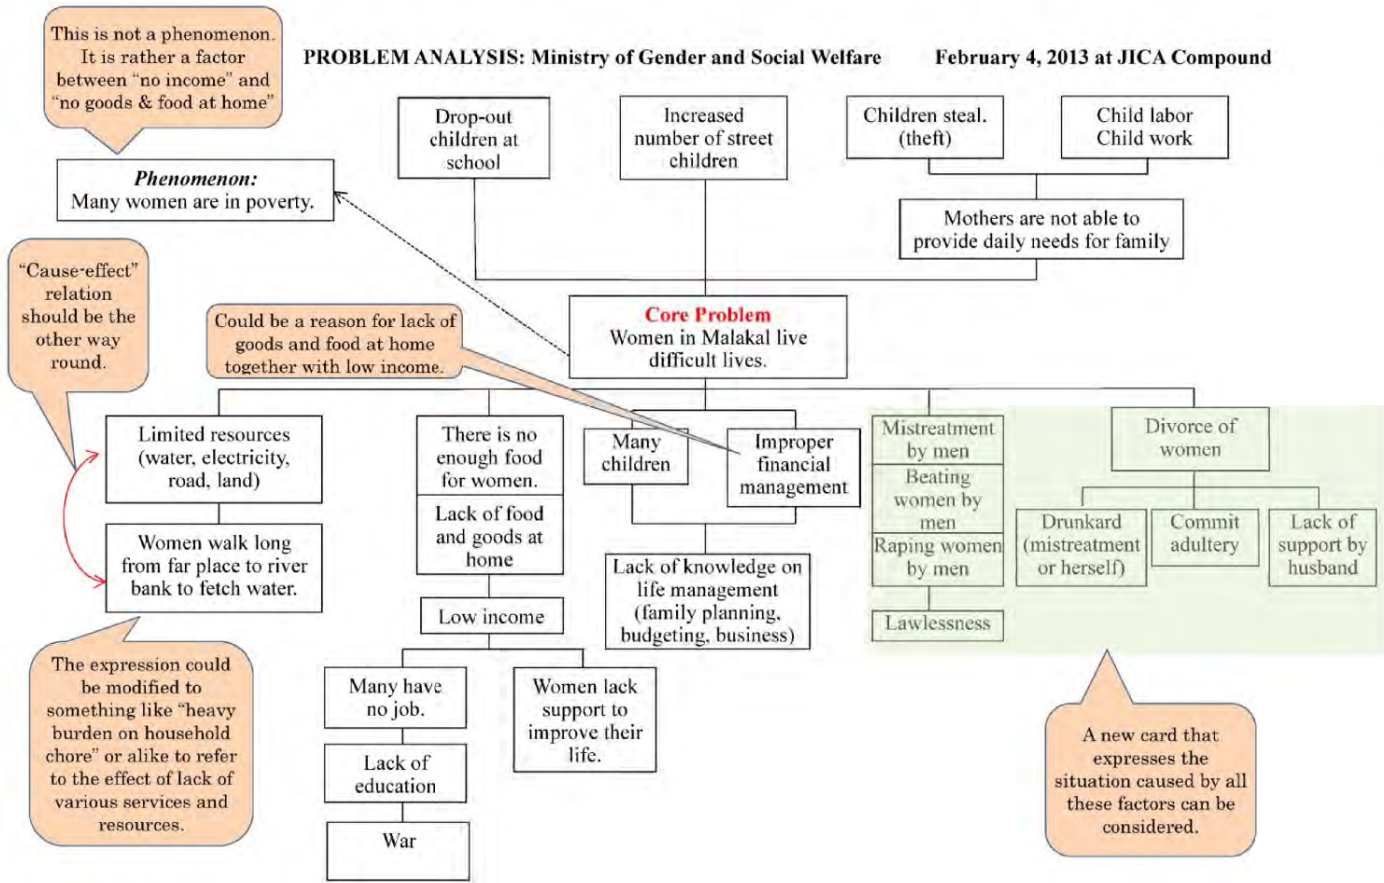 This is not a phenomenon.
It is rather a factor
between “no income” and
“no goods & food at home”
PROBLEM ANALYSIS: Ministry of Gender and Social Welfare February 4, 2013 at JICA Compound
Drop-out
children at
school
Increased
number of street
children
Children steal.
(theft)
Child labor
Child work
Phenomenon:
Many women are in poverty.
Mothers are not able to
provide daily needs for family
“Cause-effect”
relation
should be the
other way
round.
Could be a reason for lack of
goods and food at home
together with low income.
Core Problem
Women in Malakal live
difficult lives.
Limited resources
(water, electricity,
road, land)
Women walk long
from far place to river
bank to fetch water.
There is no
enough food
for women.
Lack of food
and goods at
home
Low income
Many have
no job.
Lack of
education
War
Women lack
support to
improve their
life.
Many
children
Improper
financial
management
Lack of knowledge on
life management
(family planning,
budgeting, business)
Mistreatment
by men
Beating
women by
men
Raping women
by men
Lawlessness
Divorce of
women
Drunkard
(mistreatment
or herself)
Commit
adultery
Lack of
support by
husband
The expression could
be modified to
something like “heavy
burden on household
chore” or alike to refer
to the effect of lack of
various services and
resources.
A new card that
expresses the
situation caused by all
these factors can be
considered.